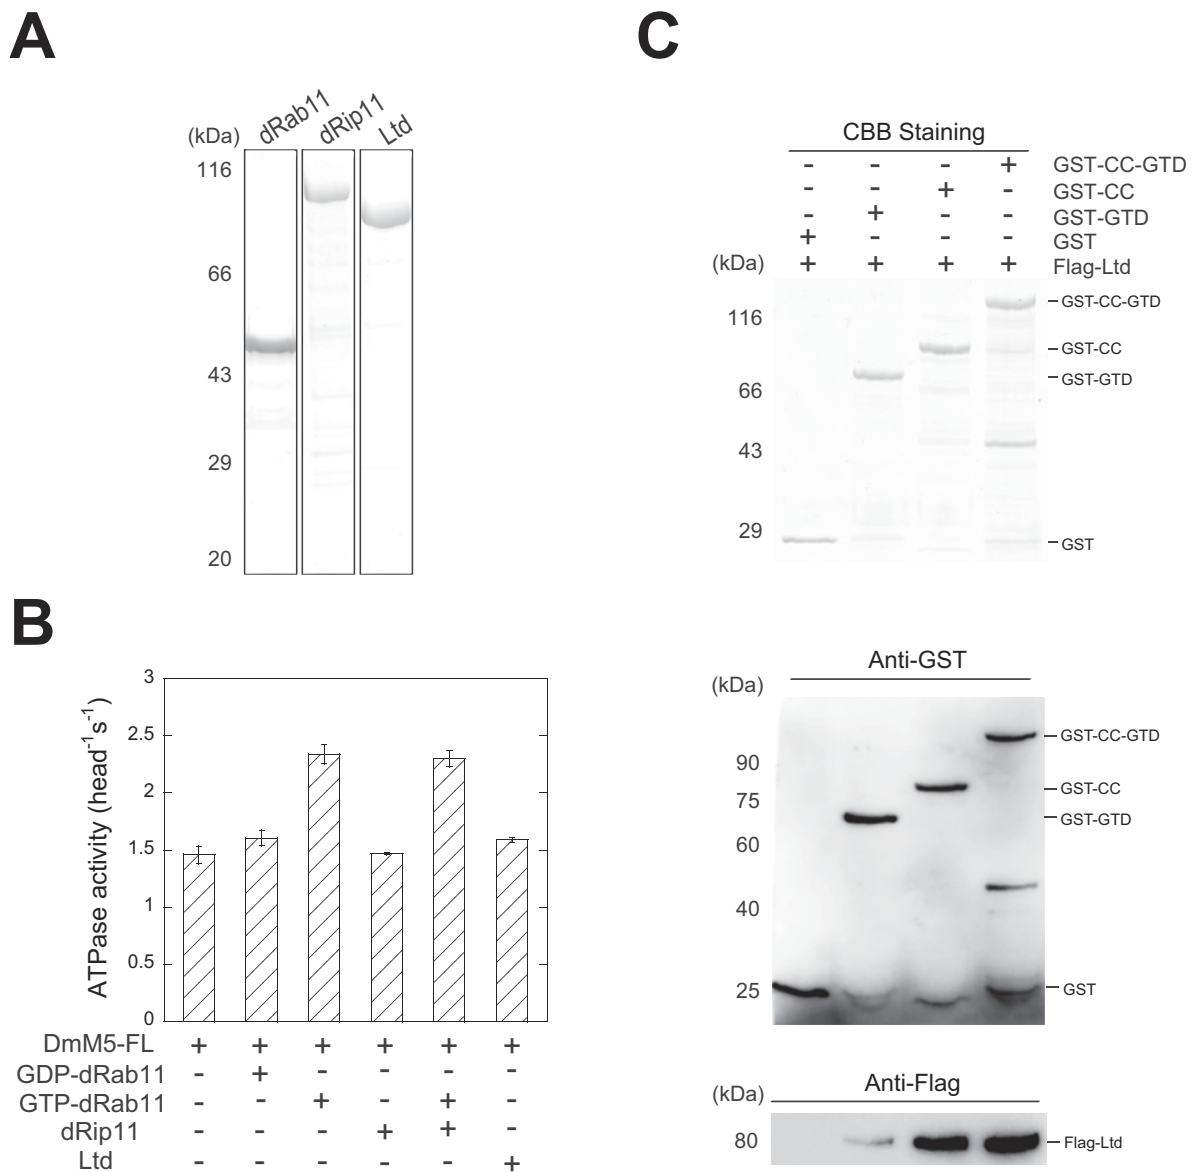 A
(kDa) dRab11 dRip11 Ltd
116
66
43
29
20
B
ATPase activity (head-1s-1)
3
2.5
2
1.5
1
0.5
0
DmM5-FL + + + + + +
GDP-dRab11 - + - - - -
GTP-dRab11 - - + - + -
dRip11 - - - + + -
Ltd - - - - - +
C
CBB Staining
- - - + GST-CC-GTD
- - + - GST-CC
- + - - GST-GTD
+ - - - GST
(kDa) + + + + Flag-Ltd
GST-CC-GTD
116
GST-CC
GST-GTD
66
43
29
GST
Anti-GST
(kDa)
GST-CC-GTD
90
GST-CC
75
GST-GTD
60
40
25
GST
Anti-Flag
(kDa)
80 Flag-Ltd